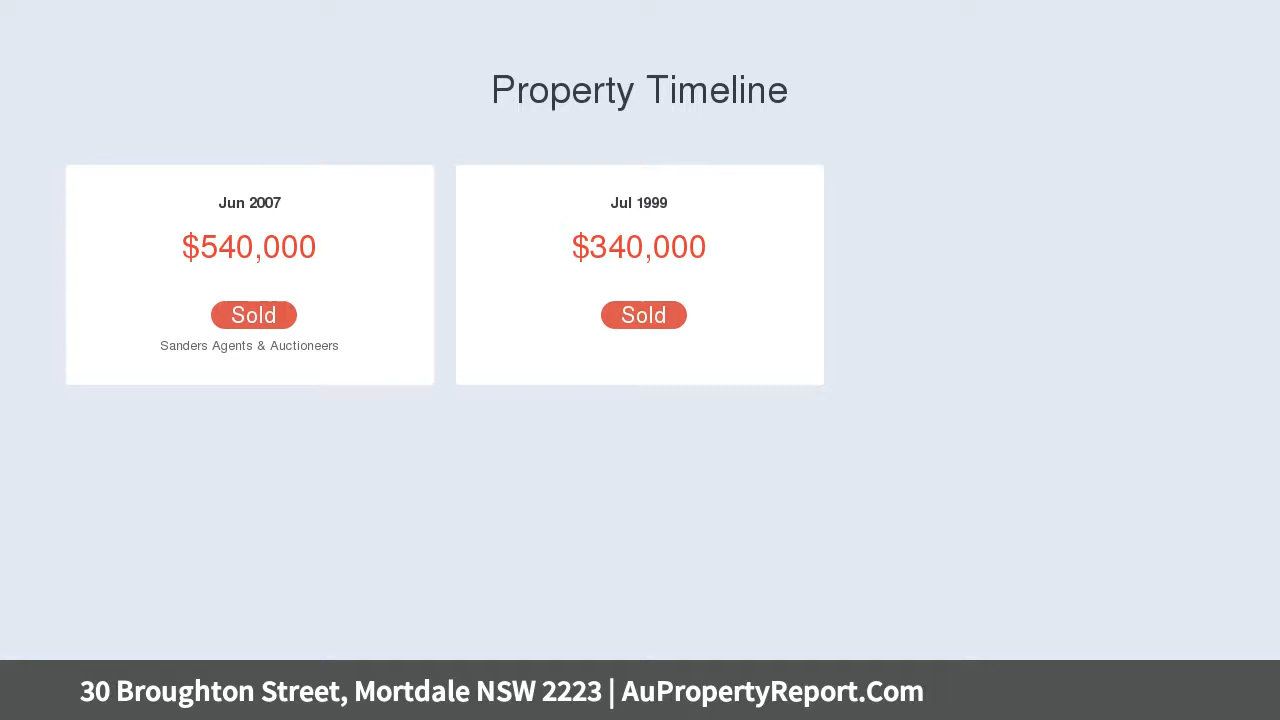 Property Timeline
Jun 2007
$540,000
Sold
Sanders Agents & Auctioneers
Jul 1999
$340,000
Sold
30 Broughton Street, Mortdale NSW 2223 | AuPropertyReport.Com